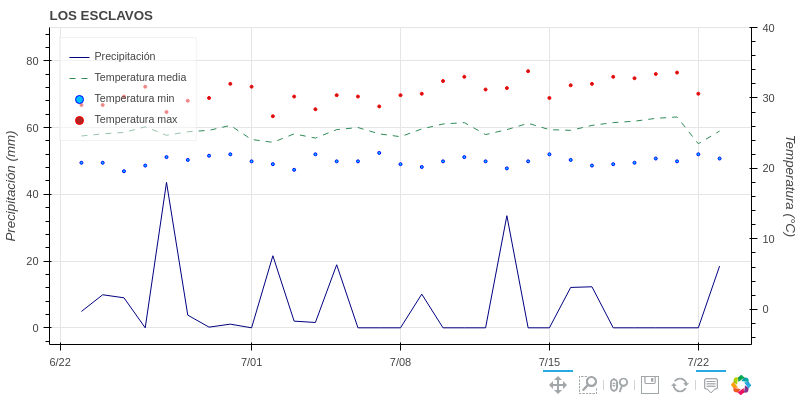 LOS ESCLAVOS
Precipitación
Temperatura media
Temperatura min
Temperatura max
Precipitación (mm)
80
60
40
20
0
Temperatura (°C)
40
30
20
10
0
6/22
7/01
7/08
7/15
7/22